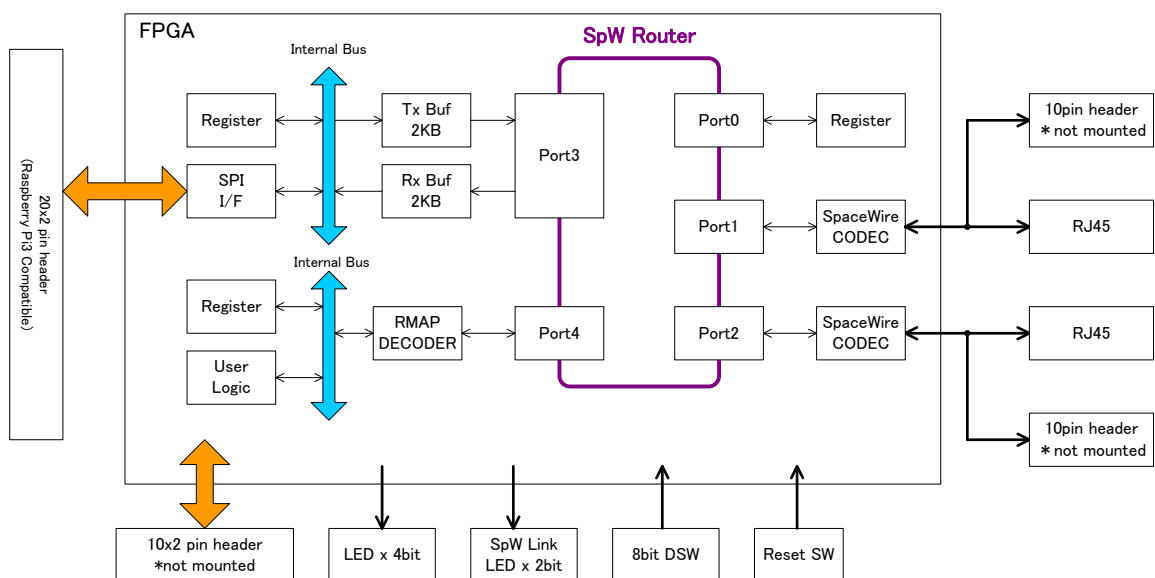 FPGA
SpW Router
Internal Bus
Register
Tx Buf
2KB
Port3
Port0
Register
10pin header
*not mounted
20x2 pin header
(Raspberry Pi3 Compatible)
SPI
I/F
Rx Buf
2KB
Port1
SpaceWire
CODEC
RJ45
Internal Bus
Register
RMAP
DECODER
Port4
Port2
SpaceWire
CODEC
RJ45
User
Logic
10pin header
*not mounted
10x2 pin header
*not mounted
LED x 4bit
SpW Link
LED x 2bit
8bit DSW
Reset SW